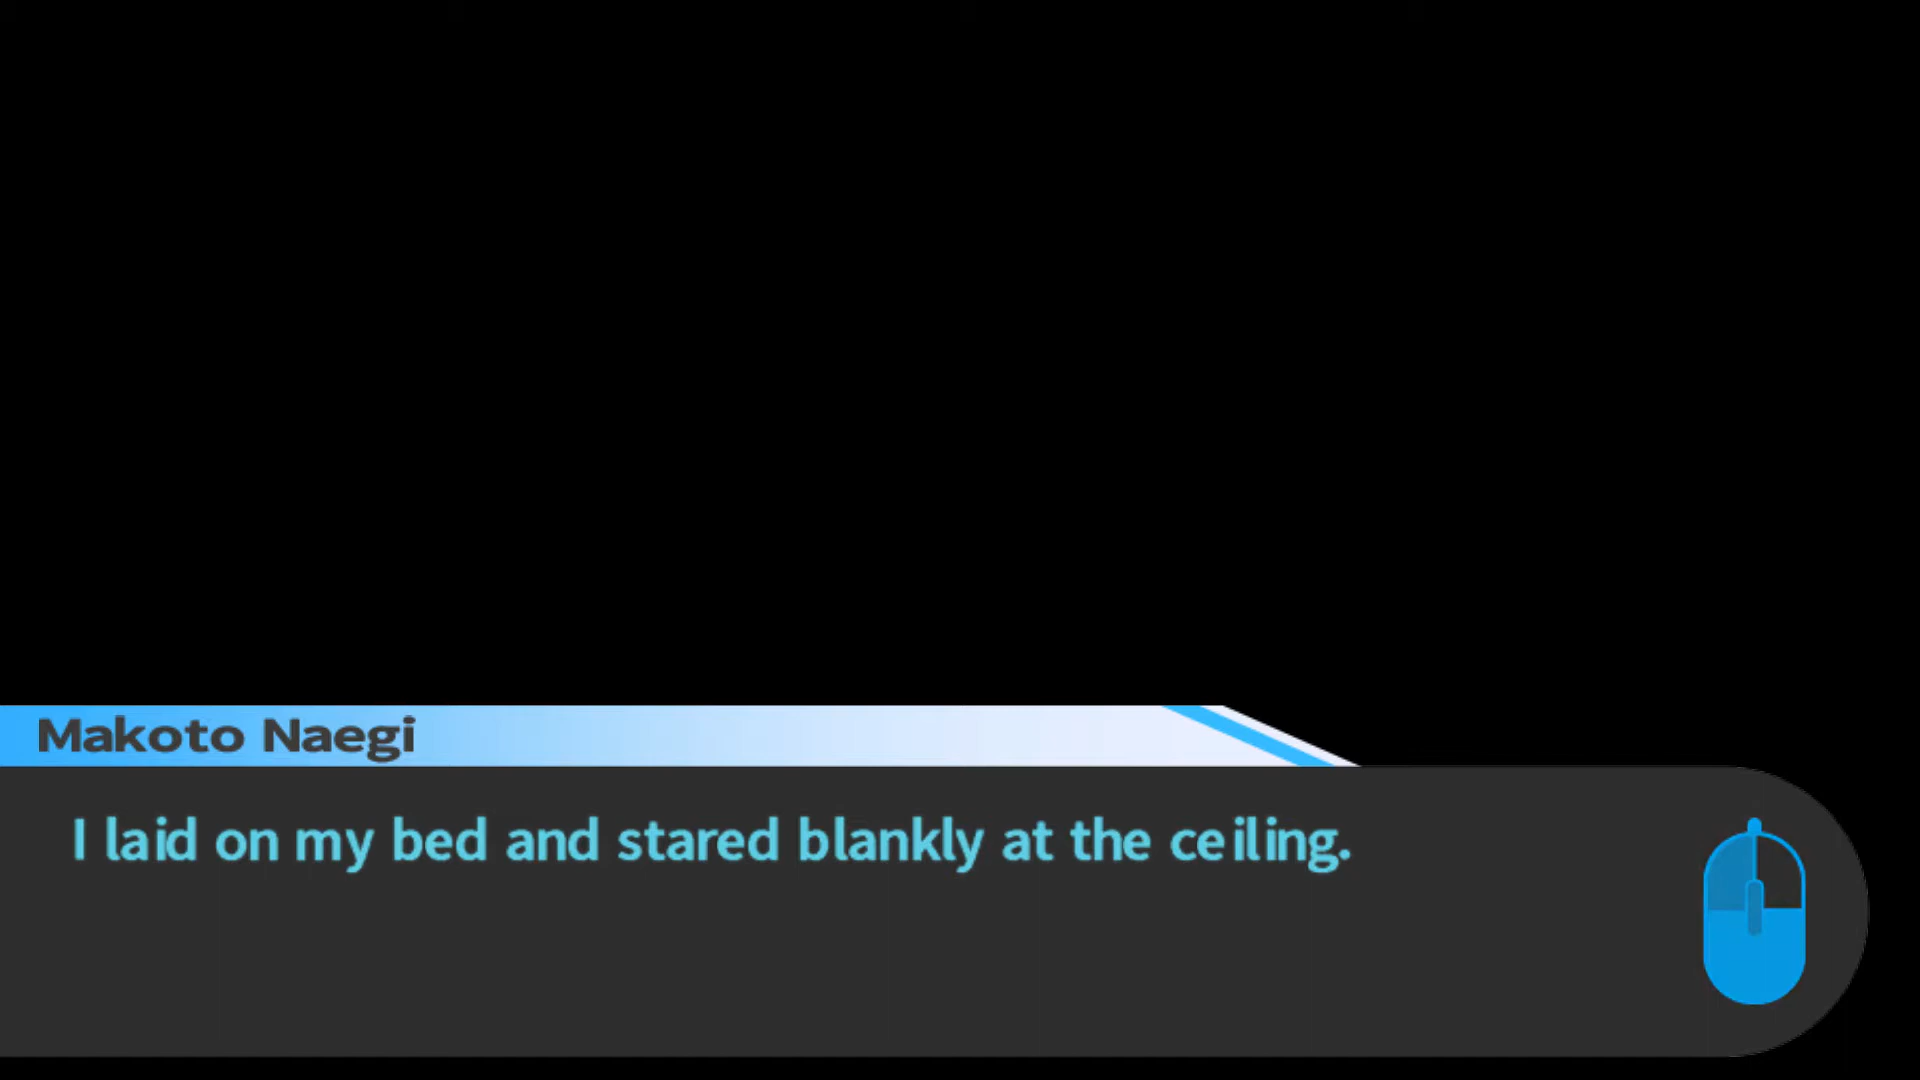 Makoto Naegi
I laid on my bed and stared blankly at the ceiling.